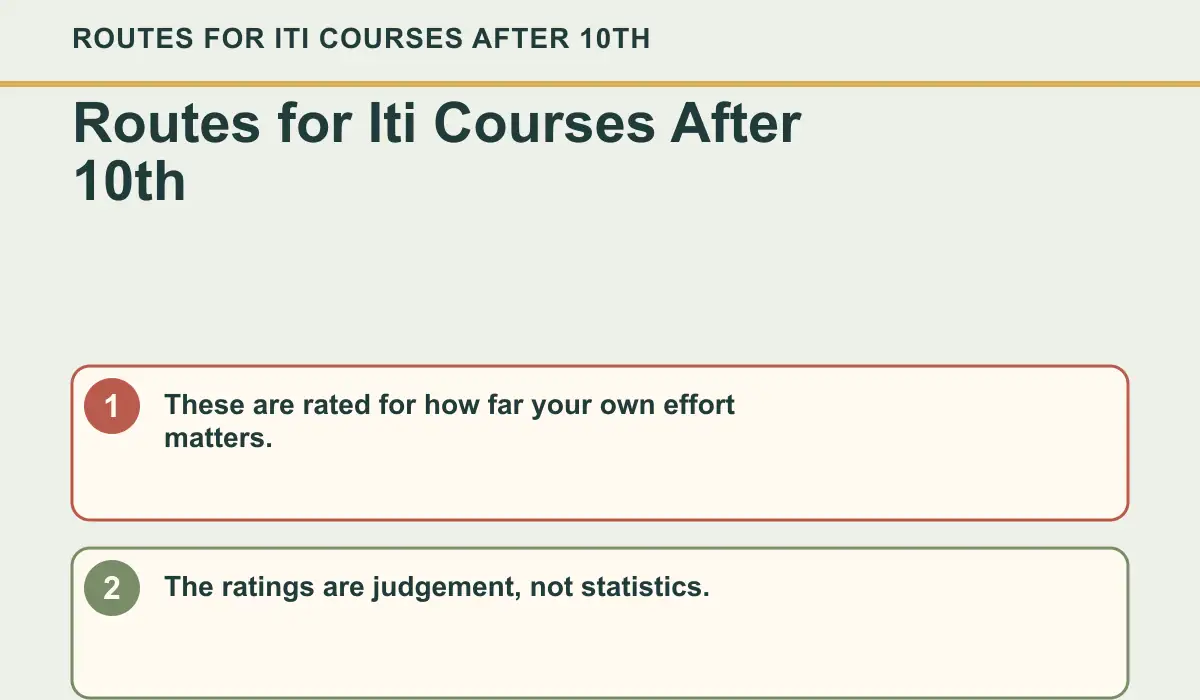 ROUTES FOR ITI COURSES AFTER 10TH
Routes for Iti Courses After
10th
1
These are rated for how far your own effort
matters.
2
The ratings are judgement, not statistics.